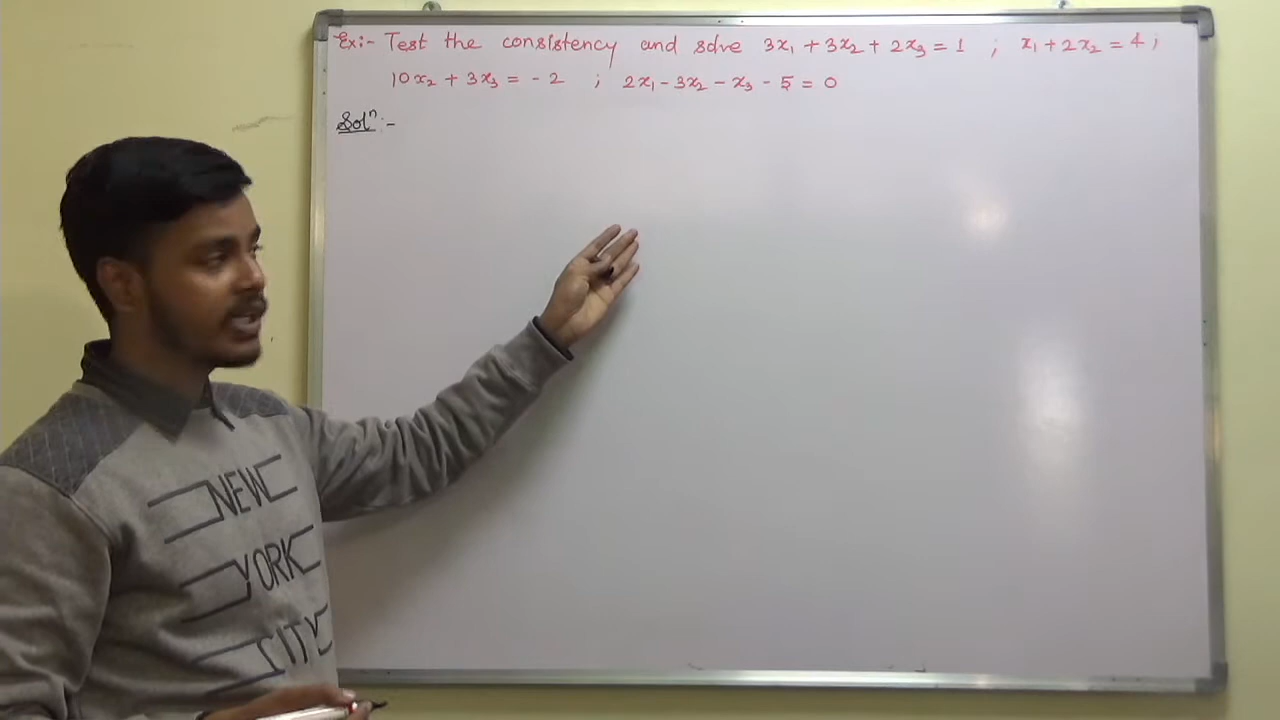 Ex:- Test the consistency and solve 3x₁ + 3x₂ + 2x₃ = 1 ; x₁ + 2x₂ = 4 ;
10x₂ + 3x₃ = - 2 ; 2x₁ - 3x₂ - x₃ - 5 = 0
Solⁿ:-
NEW
YORK
CITY